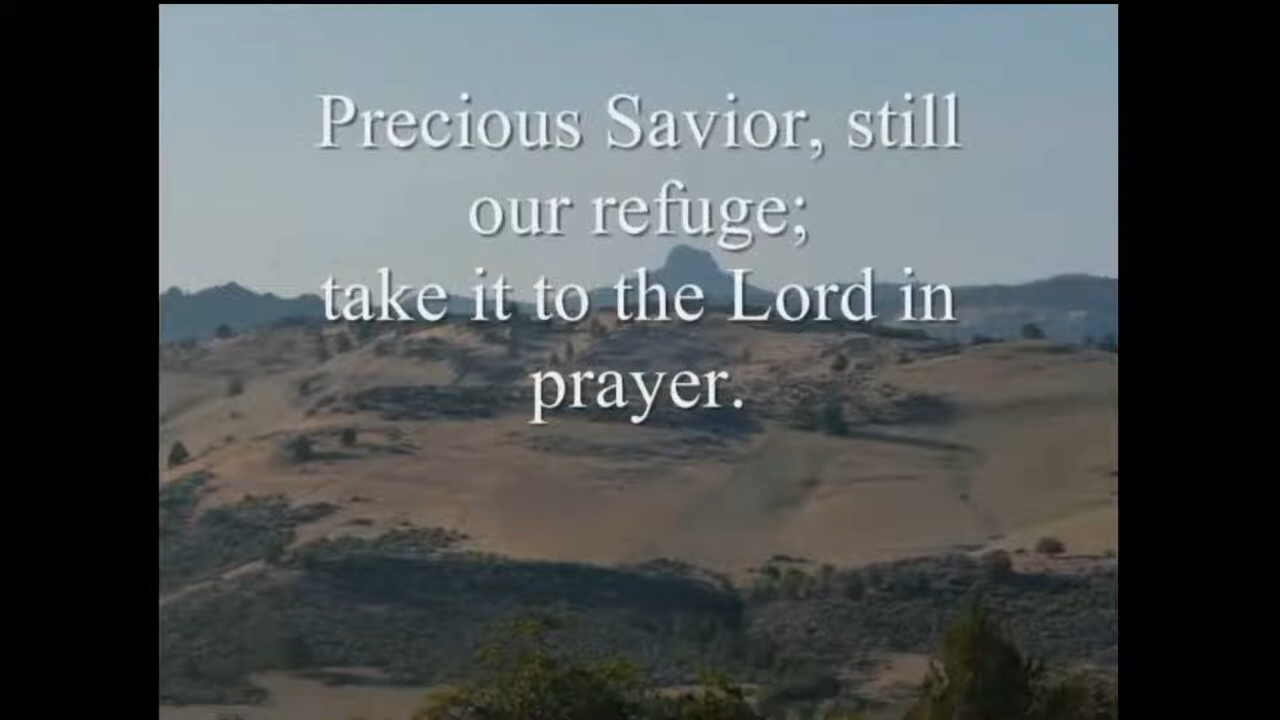 Precious Savior, still
our refuge;
take it to the Lord in
prayer.